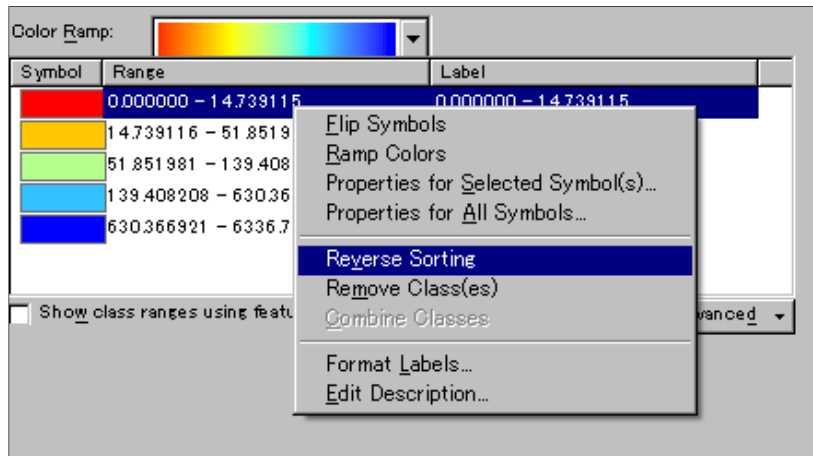 Color Ramp:
Symbol Range Label
0.000000 - 14.739115 0.000000 - 14.739115
14.739116 - 51.8519
51.851981 - 139.408
139.408208 - 630.36
630.366921 - 6336.7
Flip Symbols
Ramp Colors
Properties for Selected Symbol(s)...
Properties for All Symbols...
Reverse Sorting
Remove Class(es)
Combine Classes
Format Labels...
Edit Description...
Show class ranges using featu
vanced